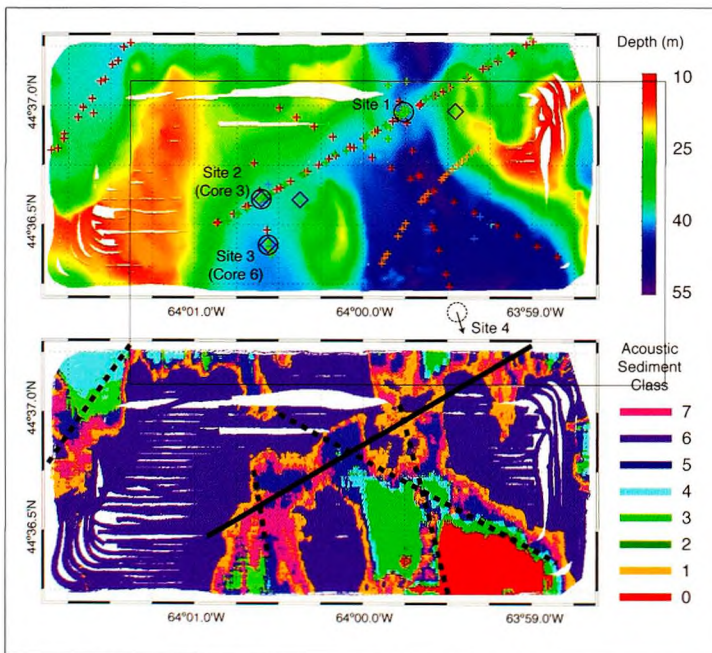 Depth (m)
10
25
40
55
44°37.0'N
44°36.5'N
Site 1
Site 2
(Core 3)
Site 3
(Core 6)
64°01.0'W
64°00.0'W
63°59.0'W
Site 4
Acoustic
Sediment
Class
7
6
5
4
3
2
1
0
44°37.0'N
44°36.5'N
64°01.0'W
64°00.0'W
63°59.0'W